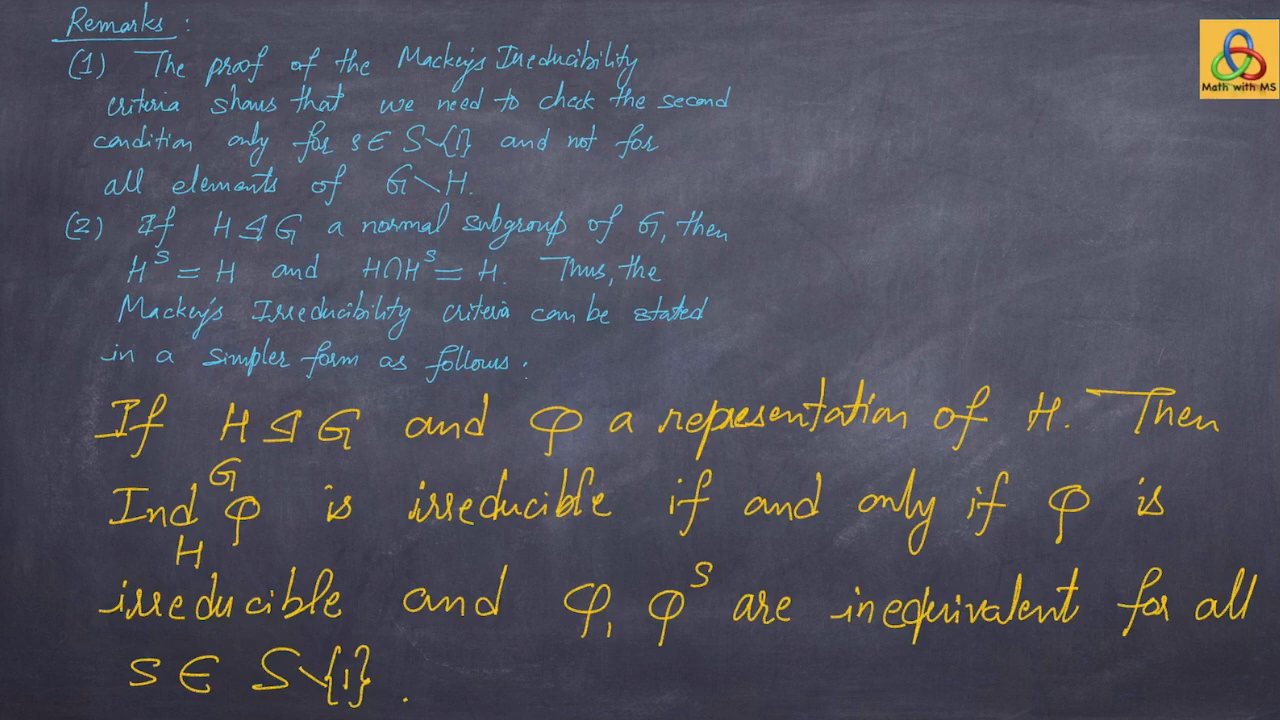 Remarks :
(1) The proof of the Mackey's Irreducibility
criteria shows that we need to check the second
condition only for s ∈ S∖{1} and not for
all elements of G∖H.
(2) If H ⊴ G a normal subgroup of G, then
H^S = H and H∩H^S = H. Thus, the
Mackey's Irreducibility criteria can be stated
in a simpler form as follows.
If H ⊴ G and φ a representation of H. Then
Ind_H^G φ is irreducible if and only if φ is
irreducible and φ, φ^S are inequivalent for all
s ∈ S∖{1}.
Math with MS